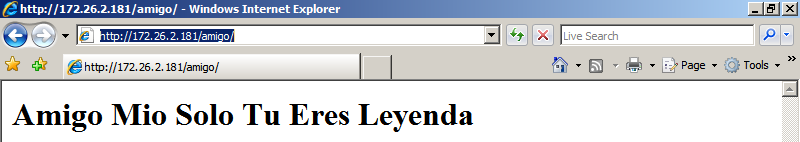 http://172.26.2.181/amigo/ - Windows Internet Explorer
http://172.26.2.181/amigo/
Live Search
http://172.26.2.181/amigo/
Page
Tools
Amigo Mio Solo Tu Eres Leyenda